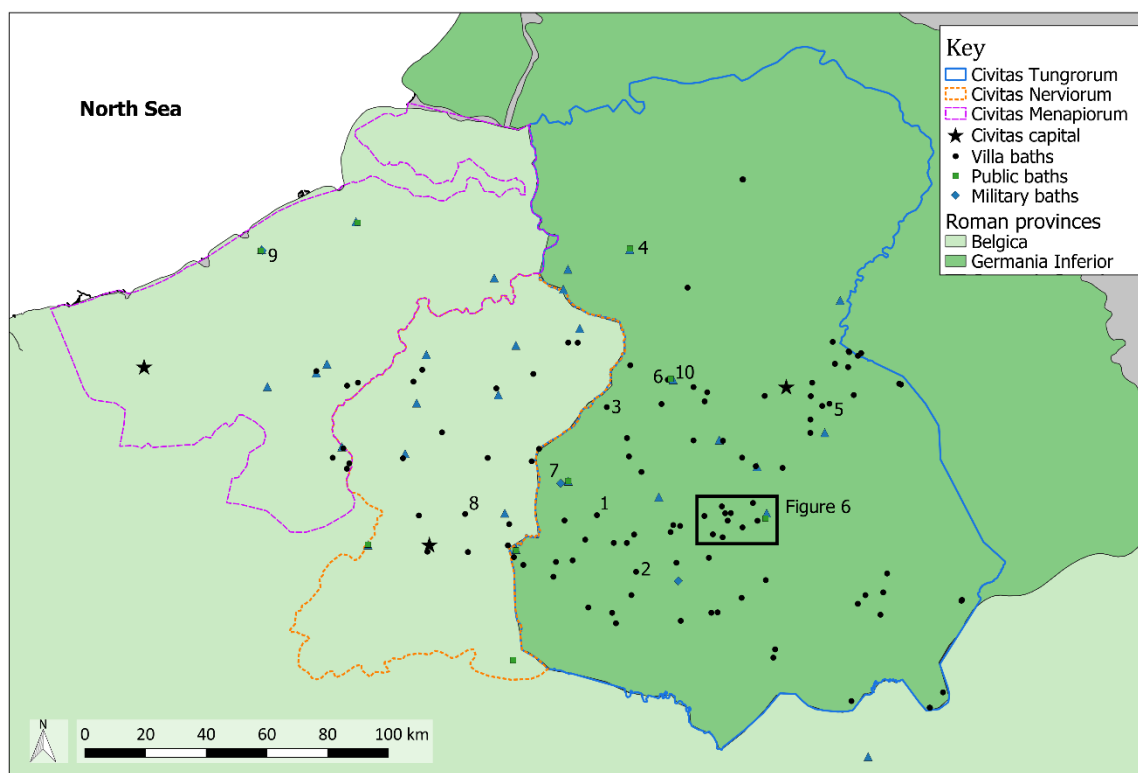 North Sea
Key
Civitas Tungrorum
Civitas Nerviorum
Civitas Menapiorum
Civitas capital
Villa baths
Public baths
Military baths
Roman provinces
Belgica
Germania Inferior
9
4
6 10
5
3
7
8
1
Figure 6
2
N
0 20 40 60 80 100 km